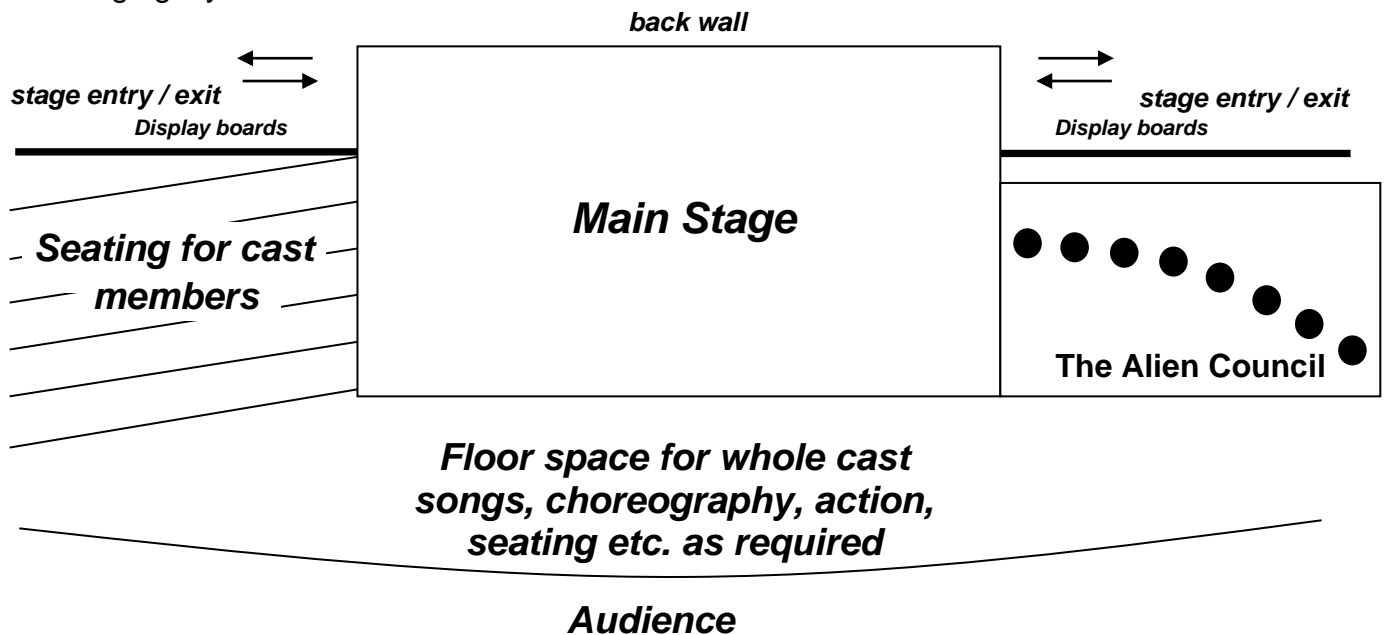 back wall
stage entry / exit
stage entry / exit
Display boards
Display boards
Main Stage
Seating for cast
members
The Alien Council
Floor space for whole cast
songs, choreography, action,
seating etc. as required
Audience